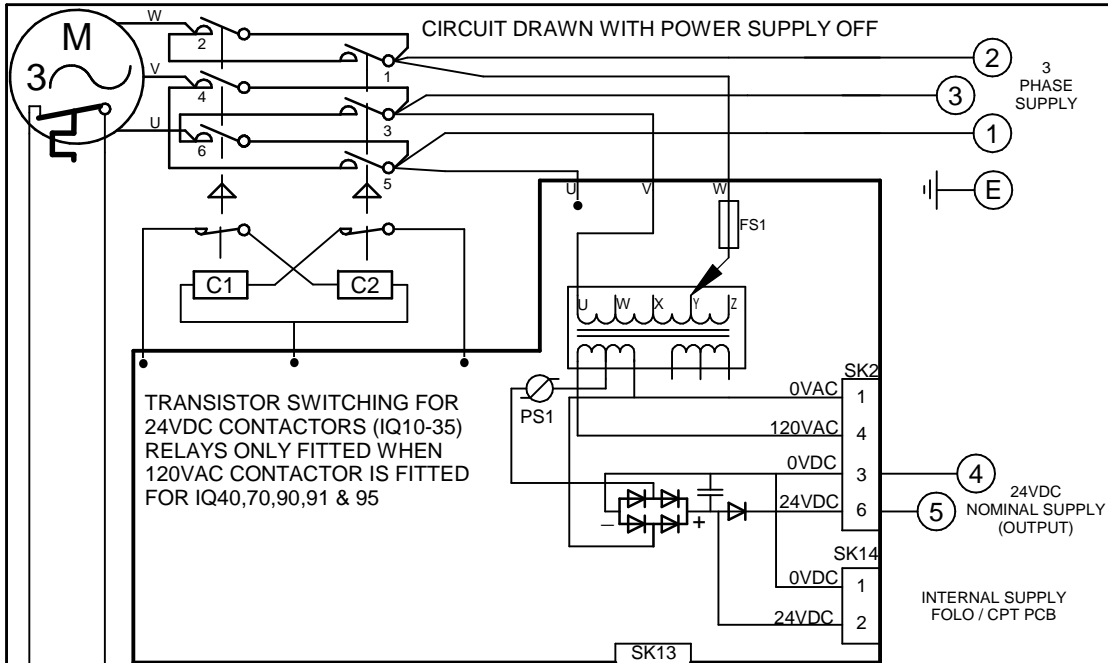 CIRCUIT DRAWN WITH POWER SUPPLY OFF
W
M
3
V
U
2
4
6
1
3
5
2
3
1
E
3
PHASE
SUPPLY
U
V
W
FS1
C1
C2
U
W
X
Y
Z
PS1
TRANSISTOR SWITCHING FOR
24VDC CONTACTORS (IQ10-35)
RELAYS ONLY FITTED WHEN
120VAC CONTACTOR IS FITTED
FOR IQ40,70,90,91 & 95
SK2
0VAC 1
120VAC 4
0VDC 3
24VDC 6
4
5
24VDC
NOMINAL SUPPLY
(OUTPUT)
– +
SK14
0VDC 1
24VDC 2
INTERNAL SUPPLY
FOLO / CPT PCB
SK13